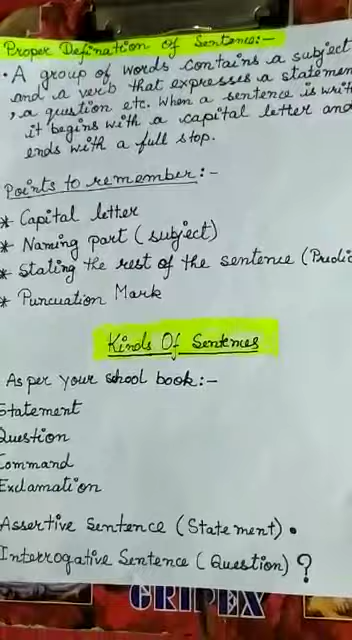 Proper Defination of Sentence:-
. A group of words contains a subject
and a verb that expresses a statemen
, a question etc. When a sentence is writt
it begins with a capital letter and
ends with a full stop.
Points to remember:-
* Capital letter
* Naming part (subject)
* Stating the rest of the sentence (Predic
* Puncuation Mark
Kinds Of Sentences
As per your school book:-
Statement
Question
Command
Exclamation
Assertive Sentence (Statement) .
Interrogative Sentence (Question) ?
GRIPEX